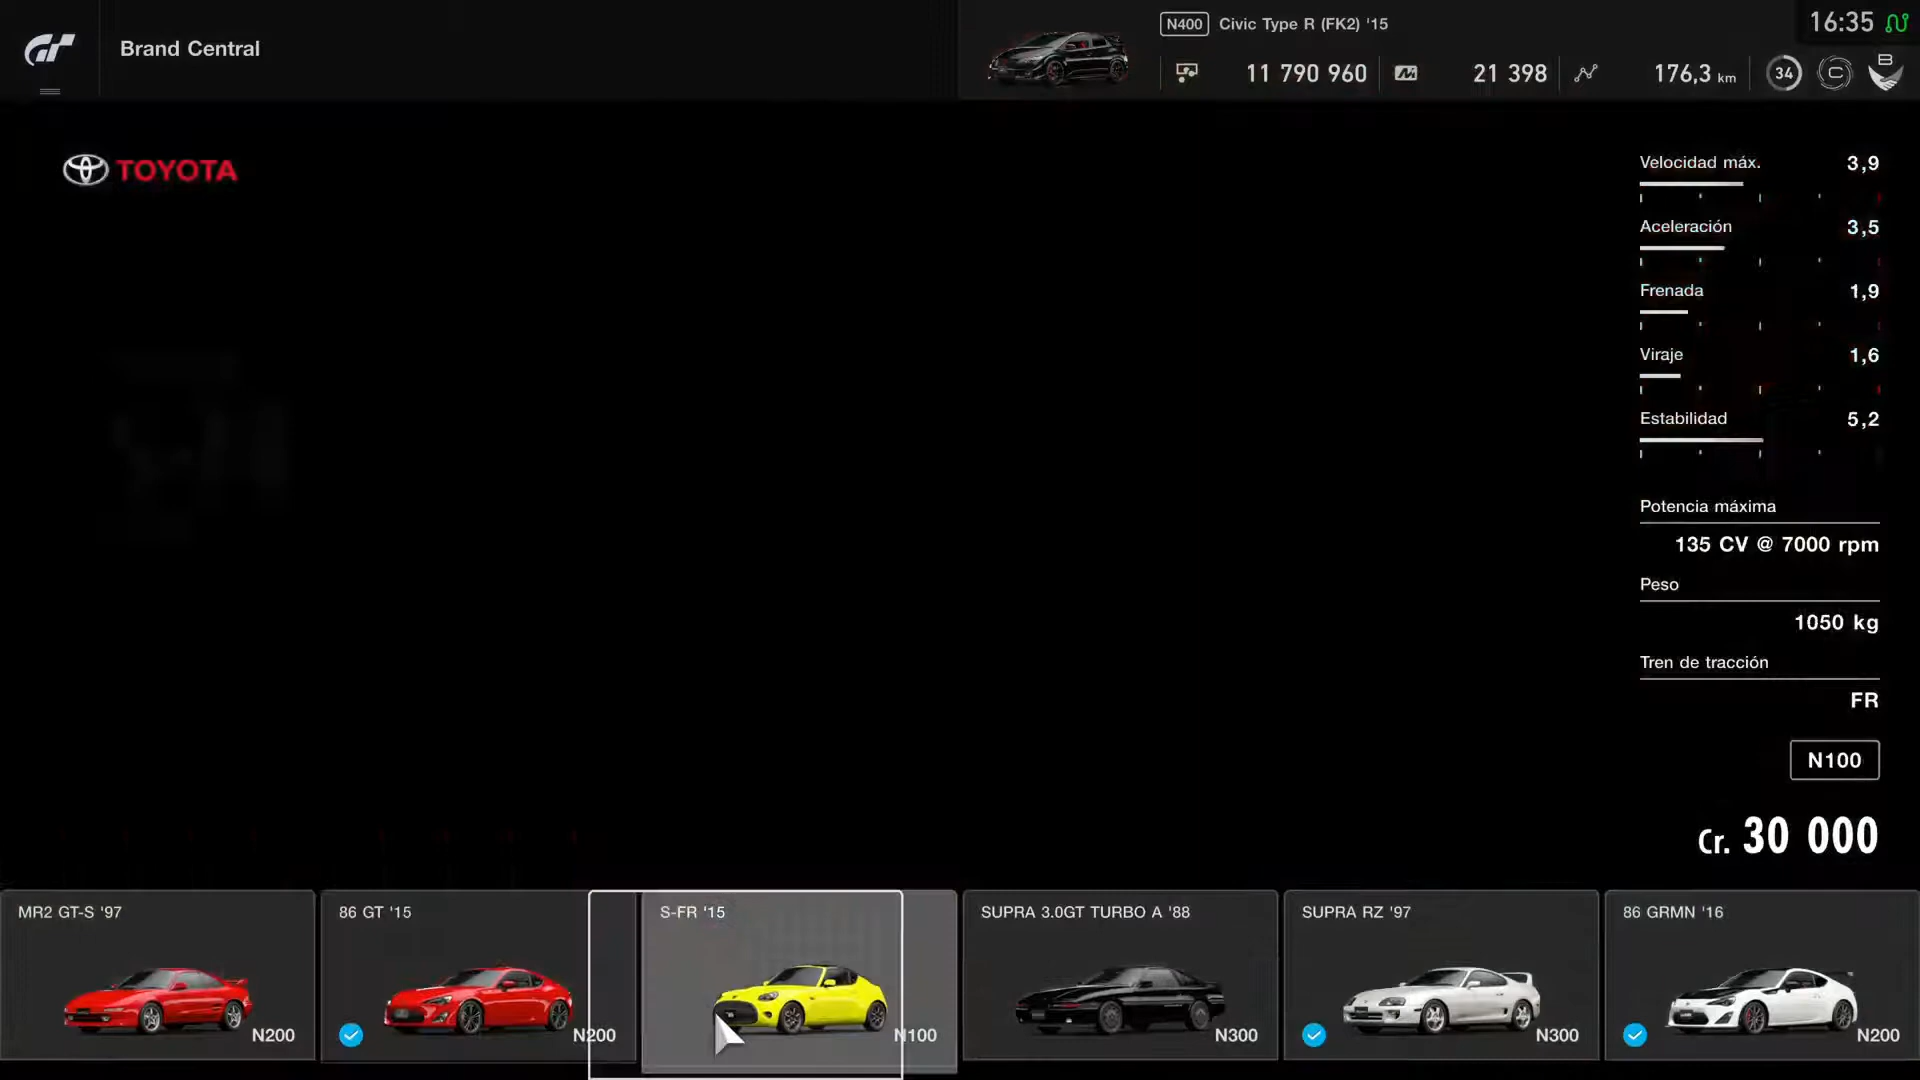 Brand Central
N400 Civic Type R (FK2) '15
16:35
11 790 960
21 398
176,3 km
34
C
B
TOYOTA
Velocidad máx. 3,9
Aceleración 3,5
Frenada 1,9
Viraje 1,6
Estabilidad 5,2
Potencia máxima
135 CV @ 7000 rpm
Peso
1050 kg
Tren de tracción
FR
N100
Cr. 30 000
MR2 GT-S '97
N200
86 GT '15
N200
S-FR '15
N100
SUPRA 3.0GT TURBO A '88
N300
SUPRA RZ '97
N300
86 GRMN '16
N200